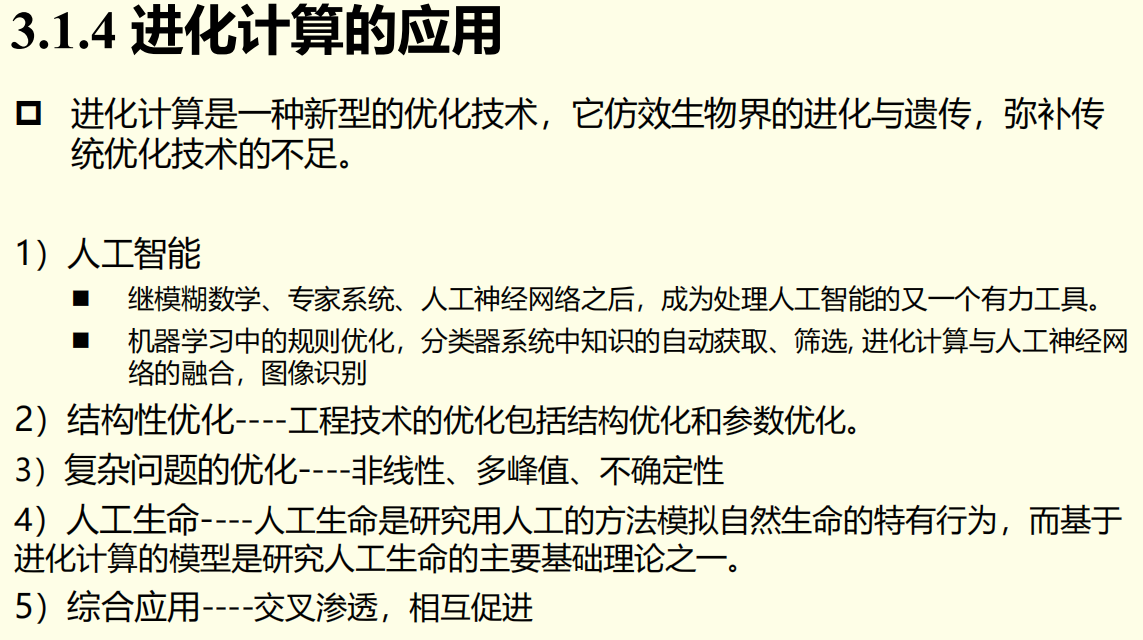 3.1.4 进化计算的应用
进化计算是一种新型的优化技术，它仿效生物界的进化与遗传，弥补传
统优化技术的不足。
1）人工智能
继模糊数学、专家系统、人工神经网络之后，成为处理人工智能的又一个有力工具。
机器学习中的规则优化，分类器系统中知识的自动获取、筛选, 进化计算与人工神经网
络的融合，图像识别
2）结构性优化----工程技术的优化包括结构优化和参数优化。
3）复杂问题的优化----非线性、多峰值、不确定性
4）人工生命----人工生命是研究用人工的方法模拟自然生命的特有行为，而基于
进化计算的模型是研究人工生命的主要基础理论之一。
5）综合应用----交叉渗透，相互促进